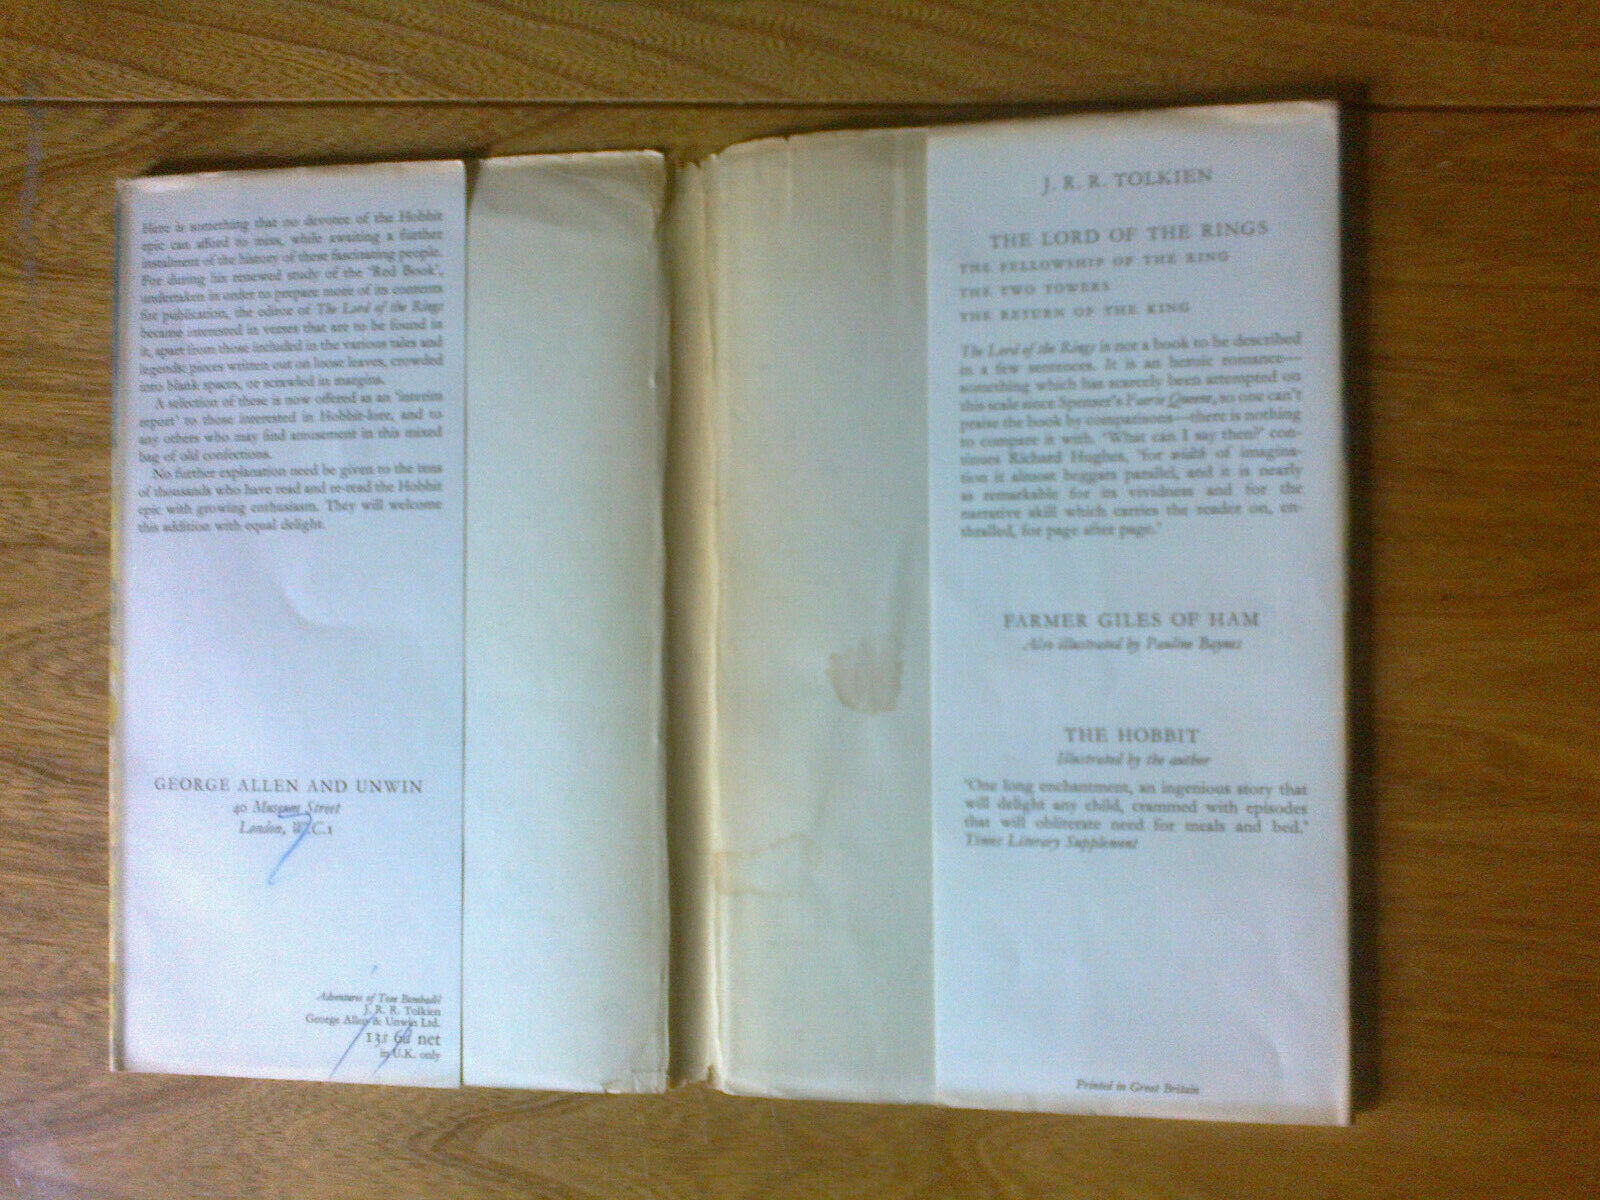 Here is something that no devotee of the Hobbit
epic can afford to miss, while awaiting a further
instalment of the history of these fascinating people.
For during his renewed study of the 'Red Book',
undertaken in order to prepare more of its contents
for publication, the editor of The Lord of the Rings
became interested in verses that are to be found in
it, apart from those included in the various tales and
legends: pieces written out on loose leaves, crowded
into blank spaces, or scrawled in margins.
A selection of these is now offered as an 'interim
report' to those interested in Hobbit-lore, and to
any others who may find amusement in this mixed
bag of old confections.
No further explanation need be given to the tens
of thousands who have read and re-read the Hobbit
epic with growing enthusiasm. They will welcome
this addition with equal delight.
GEORGE ALLEN AND UNWIN
40 Museum Street
London, W.C.1
Adventures of Tom Bombadil
J. R. R. Tolkien
George Allen & Unwin Ltd.
13s 6d net
in U.K. only
J. R. R. TOLKIEN
THE LORD OF THE RINGS
THE FELLOWSHIP OF THE RING
THE TWO TOWERS
THE RETURN OF THE KING
The Lord of the Rings is not a book to be described
in a few sentences. It is an heroic romance—
something which has scarcely been attempted on
this scale since Spenser's Faerie Queene, so one can't
praise the book by comparisons—there is nothing
to compare it with. 'What can I say then?' con-
tinues Richard Hughes, 'for width of imagina-
tion it almost beggars parallel, and it is nearly
as remarkable for its vividness and for the
narrative skill which carries the reader on, en-
thralled, for page after page.'
FARMER GILES OF HAM
Also illustrated by Pauline Baynes
THE HOBBIT
Illustrated by the author
'One long enchantment, an ingenious story that
will delight any child, crammed with episodes
that will obliterate need for meals and bed.'
Times Literary Supplement
Printed in Great Britain